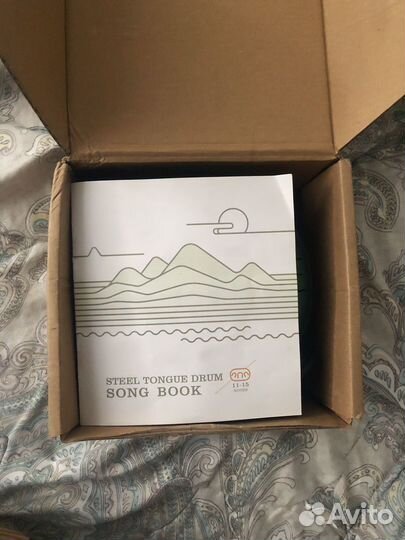 STEEL TONGUE DRUM
SONG BOOK
11-15
Avito